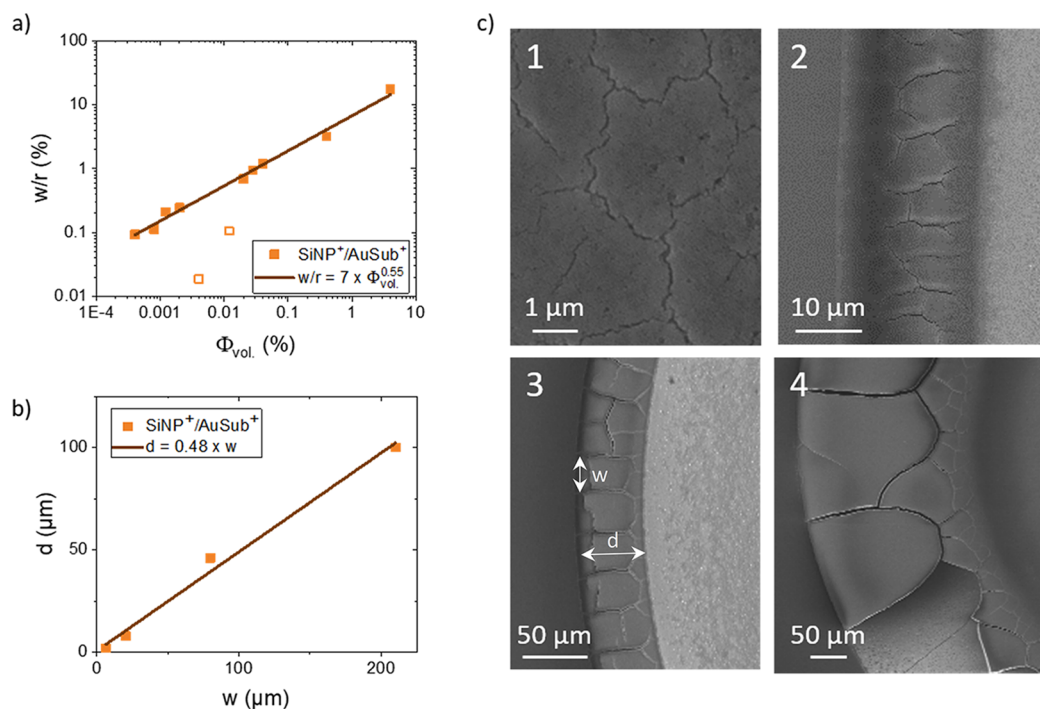 a)
100
10
1
0.1
0.01
w/r (%)
1E-4 0.001 0.01 0.1 1 10
Φvol. (%)
SiNP⁺/AuSub⁺
w/r = 7 x Φvol.^0.55
b)
100
50
0
d (μm)
0 100 200
w (μm)
SiNP⁺/AuSub⁺
d = 0.48 x w
c)
1
1 μm
2
10 μm
3
w
d
50 μm
4
50 μm